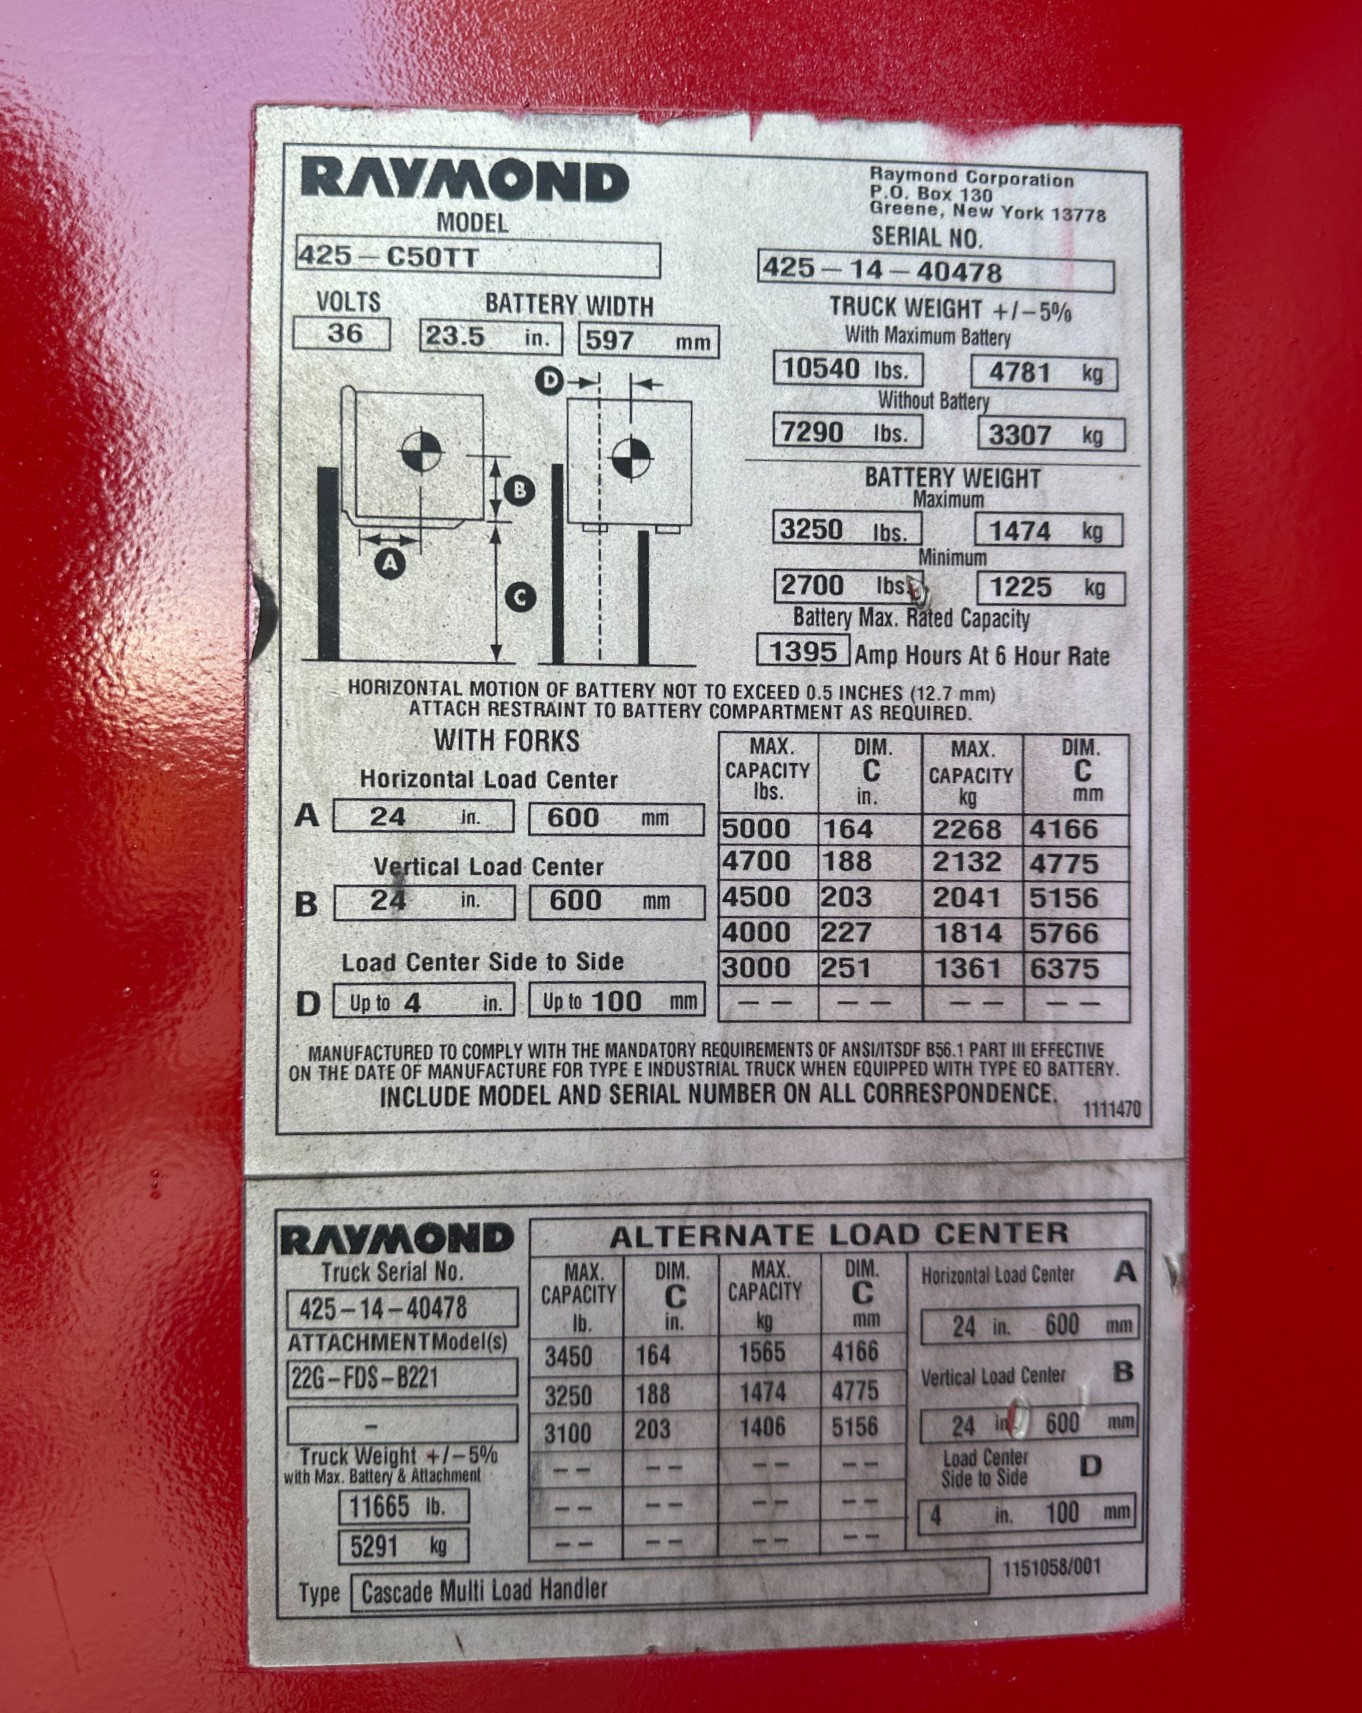 RAYMOND
Raymond Corporation
P.O. Box 130
Greene, New York 13778
MODEL
425-C50TT
SERIAL NO.
425-14-40478
VOLTS
36
BATTERY WIDTH
23.5 in. 597 mm
TRUCK WEIGHT +/-5%
With Maximum Battery
10540 lbs. 4781 kg
Without Battery
7290 lbs. 3307 kg
BATTERY WEIGHT
Maximum
3250 lbs. 1474 kg
Minimum
2700 lbs. 1225 kg
Battery Max. Rated Capacity
1395 Amp Hours At 6 Hour Rate
D
B
A
C
HORIZONTAL MOTION OF BATTERY NOT TO EXCEED 0.5 INCHES (12.7 mm)
ATTACH RESTRAINT TO BATTERY COMPARTMENT AS REQUIRED.
WITH FORKS
Horizontal Load Center
A 24 in. 600 mm
Vertical Load Center
B 24 in. 600 mm
Load Center Side to Side
D Up to 4 in. Up to 100 mm
MAX. DIM. MAX. DIM.
CAPACITY C CAPACITY C
lbs. in. kg mm
5000 164 2268 4166
4700 188 2132 4775
4500 203 2041 5156
4000 227 1814 5766
3000 251 1361 6375
-- -- -- --
MANUFACTURED TO COMPLY WITH THE MANDATORY REQUIREMENTS OF ANSI/ITSDF B56.1 PART III EFFECTIVE
ON THE DATE OF MANUFACTURE FOR TYPE E INDUSTRIAL TRUCK WHEN EQUIPPED WITH TYPE EO BATTERY.
INCLUDE MODEL AND SERIAL NUMBER ON ALL CORRESPONDENCE.
1111470
RAYMOND
Truck Serial No.
425-14-40478
ATTACHMENT Model(s)
22G-FDS-B221
-
Truck Weight +/-5%
with Max. Battery & Attachment
11665 lb.
5291 kg
ALTERNATE LOAD CENTER
MAX. DIM. MAX. DIM.
CAPACITY C CAPACITY C
lb. in. kg mm
3450 164 1565 4166
3250 188 1474 4775
3100 203 1406 5156
-- -- -- --
-- -- -- --
-- -- -- --
Horizontal Load Center A
24 in. 600 mm
Vertical Load Center B
24 in 600 mm
Load Center
Side to Side D
4 in. 100 mm
Type Cascade Multi Load Handler
1151058/001